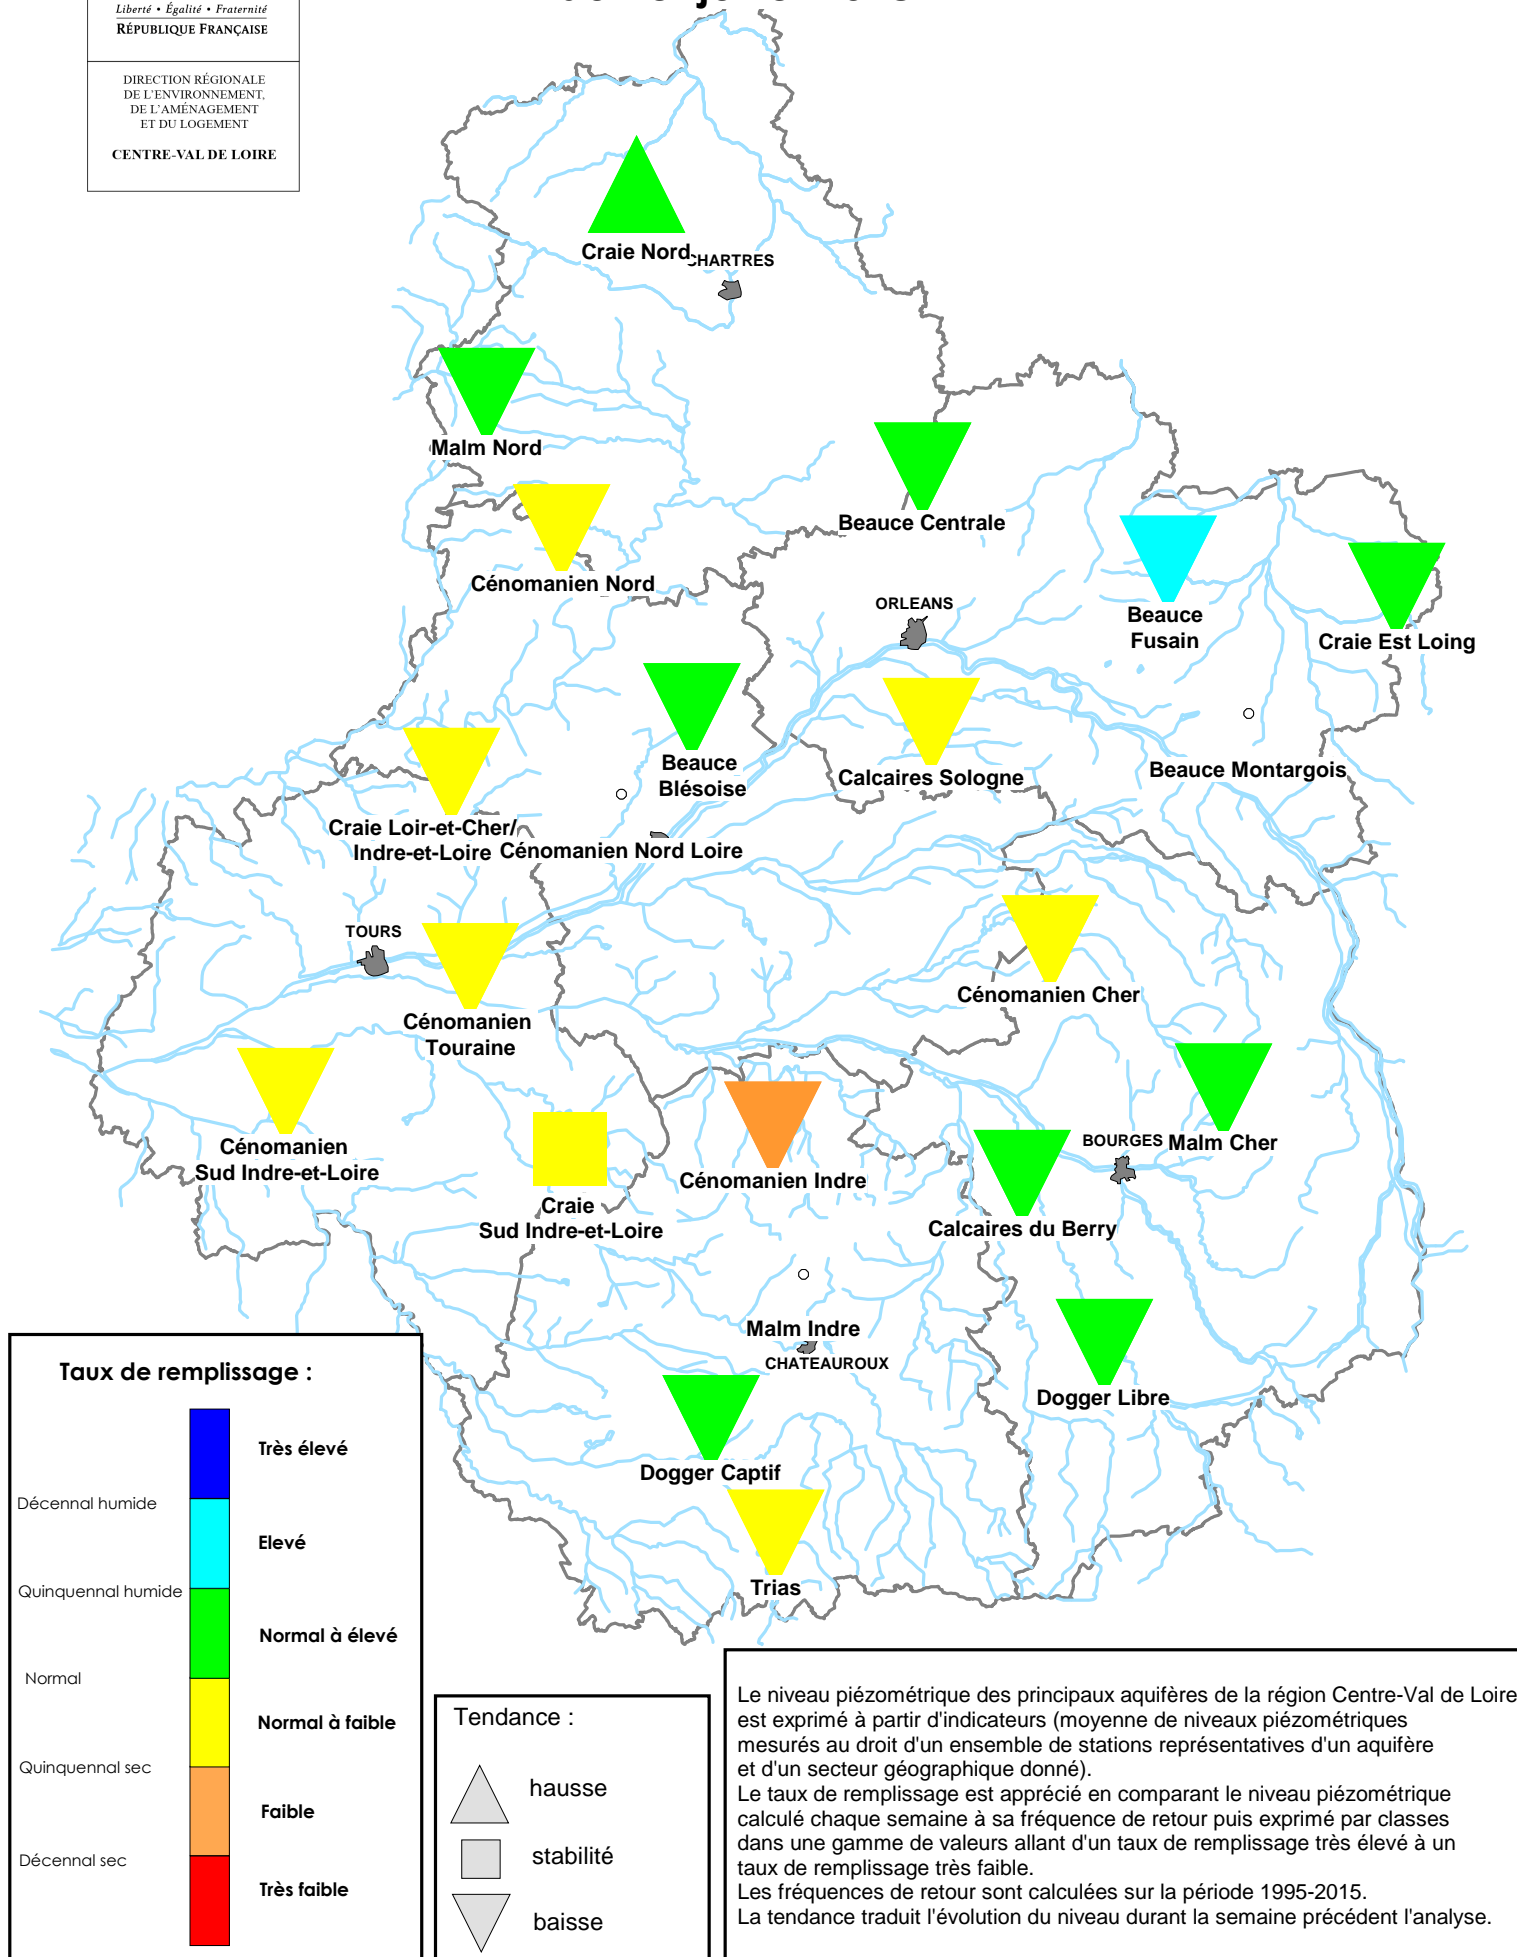 Liberté • Égalité • Fraternité
RÉPUBLIQUE FRANÇAISE
DIRECTION RÉGIONALE
DE L'ENVIRONNEMENT,
DE L'AMÉNAGEMENT
ET DU LOGEMENT
CENTRE-VAL DE LOIRE
Craie Nord
CHARTRES
Malm Nord
Beauce Centrale
Cénomanien Nord
ORLEANS
Beauce
Fusain
Craie Est Loing
Beauce
Blésoise
Calcaires Sologne
Beauce Montargois
Craie Loir-et-Cher/
Indre-et-Loire
Cénomanien Nord Loire
TOURS
Cénomanien
Touraine
Cénomanien Cher
Cénomanien
Sud Indre-et-Loire
Craie
Sud Indre-et-Loire
Cénomanien Indre
BOURGES
Malm Cher
Calcaires du Berry
Malm Indre
CHATEAUROUX
Dogger Libre
Dogger Captif
Trias
Taux de remplissage :
Très élevé
Décennal humide
Elevé
Quinquennal humide
Normal à élevé
Normal
Normal à faible
Quinquennal sec
Faible
Décennal sec
Très faible
Tendance :
hausse
stabilité
baisse
Le niveau piézométrique des principaux aquifères de la région Centre-Val de Loire
est exprimé à partir d'indicateurs (moyenne de niveaux piézométriques
mesurés au droit d'un ensemble de stations représentatives d'un aquifère
et d'un secteur géographique donné).
Le taux de remplissage est apprécié en comparant le niveau piézométrique
calculé chaque semaine à sa fréquence de retour puis exprimé par classes
dans une gamme de valeurs allant d'un taux de remplissage très élevé à un
taux de remplissage très faible.
Les fréquences de retour sont calculées sur la période 1995-2015.
La tendance traduit l'évolution du niveau durant la semaine précédent l'analyse.